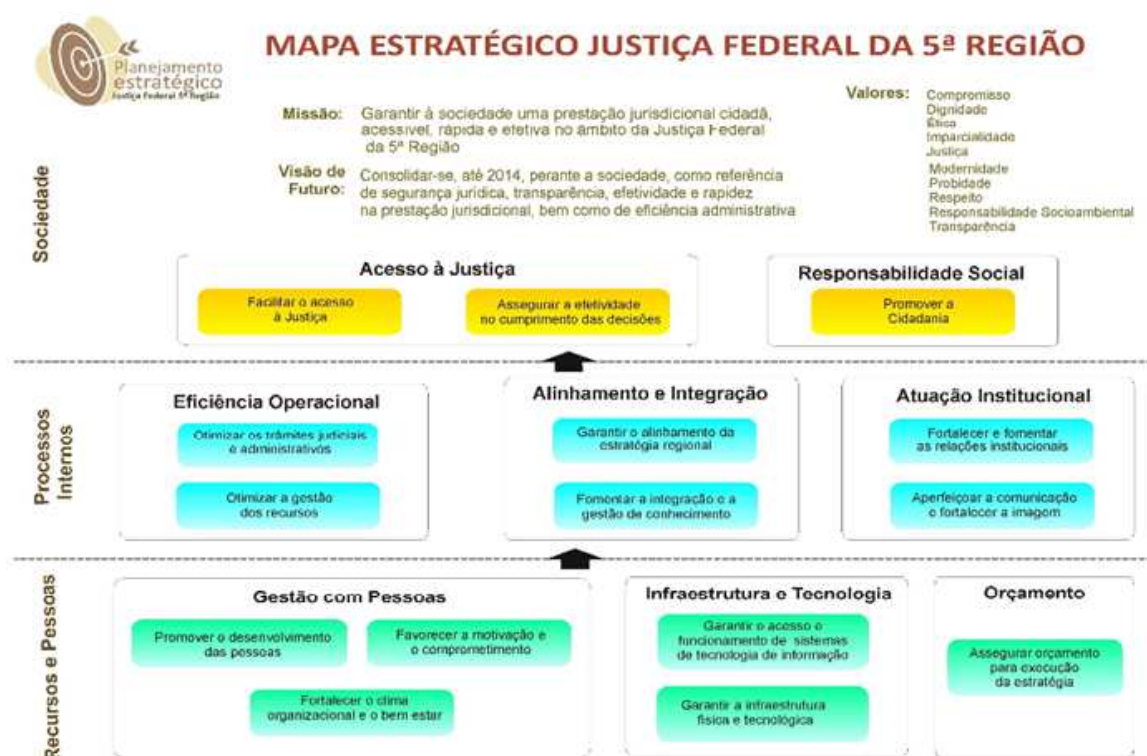 Planejamento
estratégico
Justiça Federal 5ª Região
MAPA ESTRATÉGICO JUSTIÇA FEDERAL DA 5ª REGIÃO
Missão: Garantir à sociedade uma prestação jurisdicional cidadã,
acessível, rápida e efetiva no âmbito da Justiça Federal
da 5ª Região
Visão de
Futuro:
Consolidar-se, até 2014, perante a sociedade, como referência
de segurança jurídica, transparência, efetividade e rapidez
na prestação jurisdicional, bem como de eficiência administrativa
Valores: Compromisso
Dignidade
Ética
Imparcialidade
Justiça
Modernidade
Probidade
Respeito
Responsabilidade Socioambiental
Transparência
Sociedade
Acesso à Justiça
Facilitar o acesso
à Justiça
Assegurar a efetividade
no cumprimento das decisões
Responsabilidade Social
Promover a
Cidadania
Processos
Internos
Eficiência Operacional
Otimizar os trâmites judiciais
e administrativos
Otimizar a gestão
dos recursos
Alinhamento e Integração
Garantir o alinhamento da
estratégia regional
Fomentar a integração e a
gestão de conhecimento
Atuação Institucional
Fortalecer e fomentar
as relações institucionais
Aperfeiçoar a comunicação
e fortalecer a imagem
Recursos e Pessoas
Gestão com Pessoas
Promover o desenvolvimento
das pessoas
Favorecer a motivação e
o comprometimento
Fortalecer o clima
organizacional e o bem estar
Infraestrutura e Tecnologia
Garantir o acesso e
funcionamento de sistemas
de tecnologia de informação
Garantir a infraestrutura
física e tecnológica
Orçamento
Assegurar orçamento
para execução
da estratégia